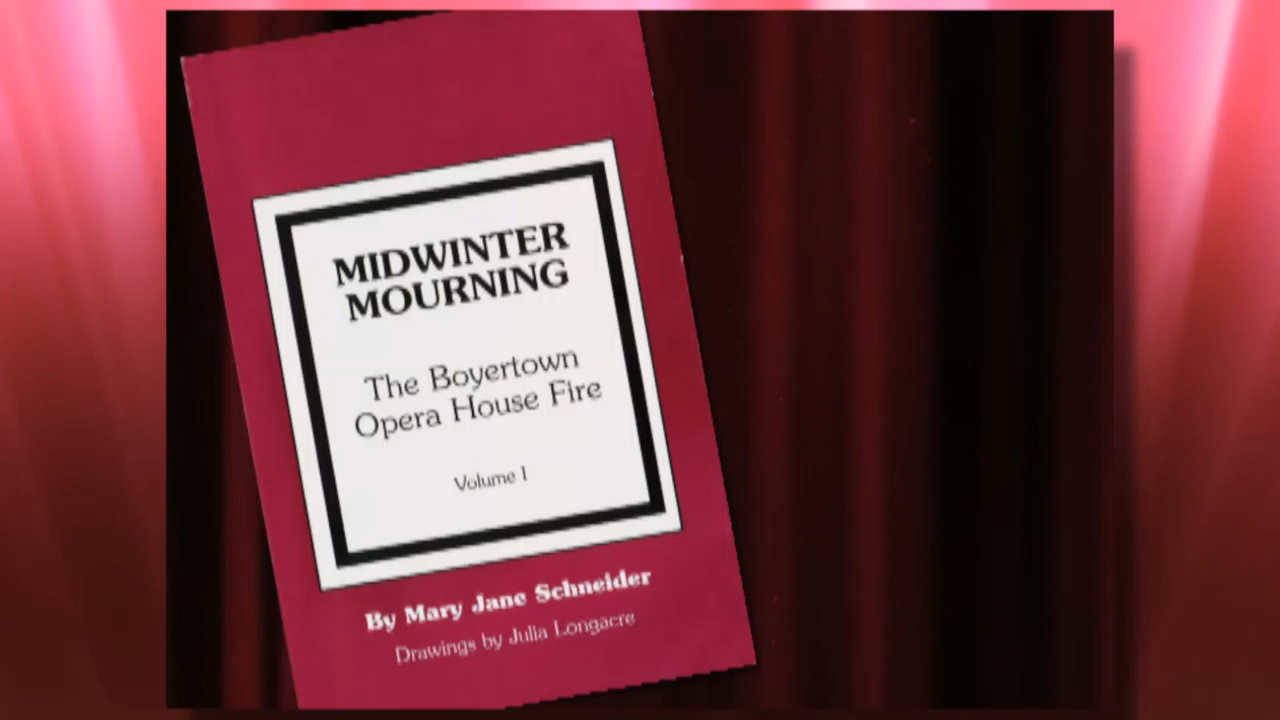 MIDWINTER
MOURNING
The Boyertown
Opera House Fire
Volume I
By Mary Jane Schneider
Drawings by Julia Longacre